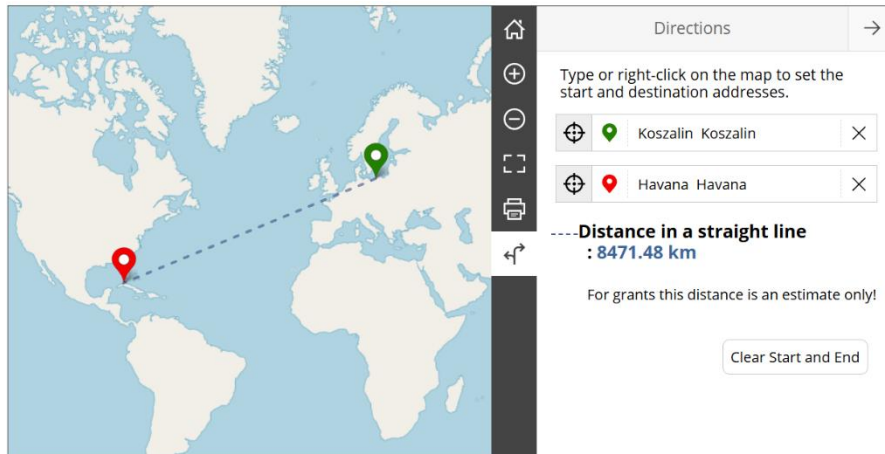 Directions
Type or right-click on the map to set the
start and destination addresses.
Koszalin Koszalin
Havana Havana
----Distance in a straight line
: 8471.48 km
For grants this distance is an estimate only!
Clear Start and End